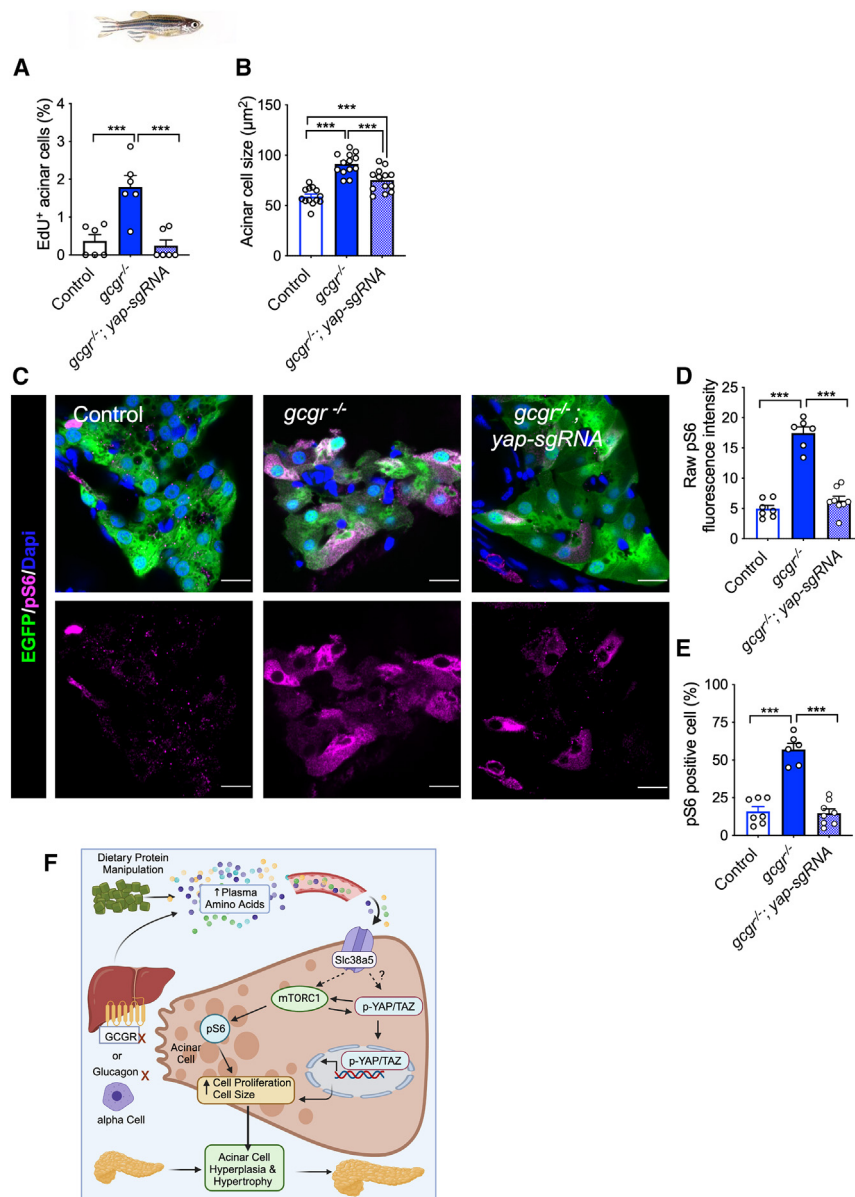 A
B
EdU+ acinar cells (%)
4
3
2
1
0
***
***
Control
gcgr-/-
gcgr-/-; yap-sgRNA
Acinar cell size (µm2)
150
100
50
0
***
***
***
Control
gcgr-/-
gcgr-/-; yap-sgRNA
C
EGFP/pS6/Dapi
Control
gcgr -/-
gcgr-/- ;
yap-sgRNA
D
Raw pS6
fluorescence intensity
25
20
15
10
5
0
***
***
Control
gcgr-/-
gcgr-/-; yap-sgRNA
E
pS6 positive cell (%)
100
75
50
25
0
***
***
Control
gcgr-/-
gcgr-/-; yap-sgRNA
F
Dietary Protein
Manipulation
↑Plasma
Amino Acids
Slc38a5
?
mTORC1
p-YAP/TAZ
pS6
GCGR X
Acinar
Cell
p-YAP/TAZ
or
Glucagon X
↑ Cell Proliferation
Cell Size
alpha Cell
Acinar Cell
Hyperplasia &
Hypertrophy